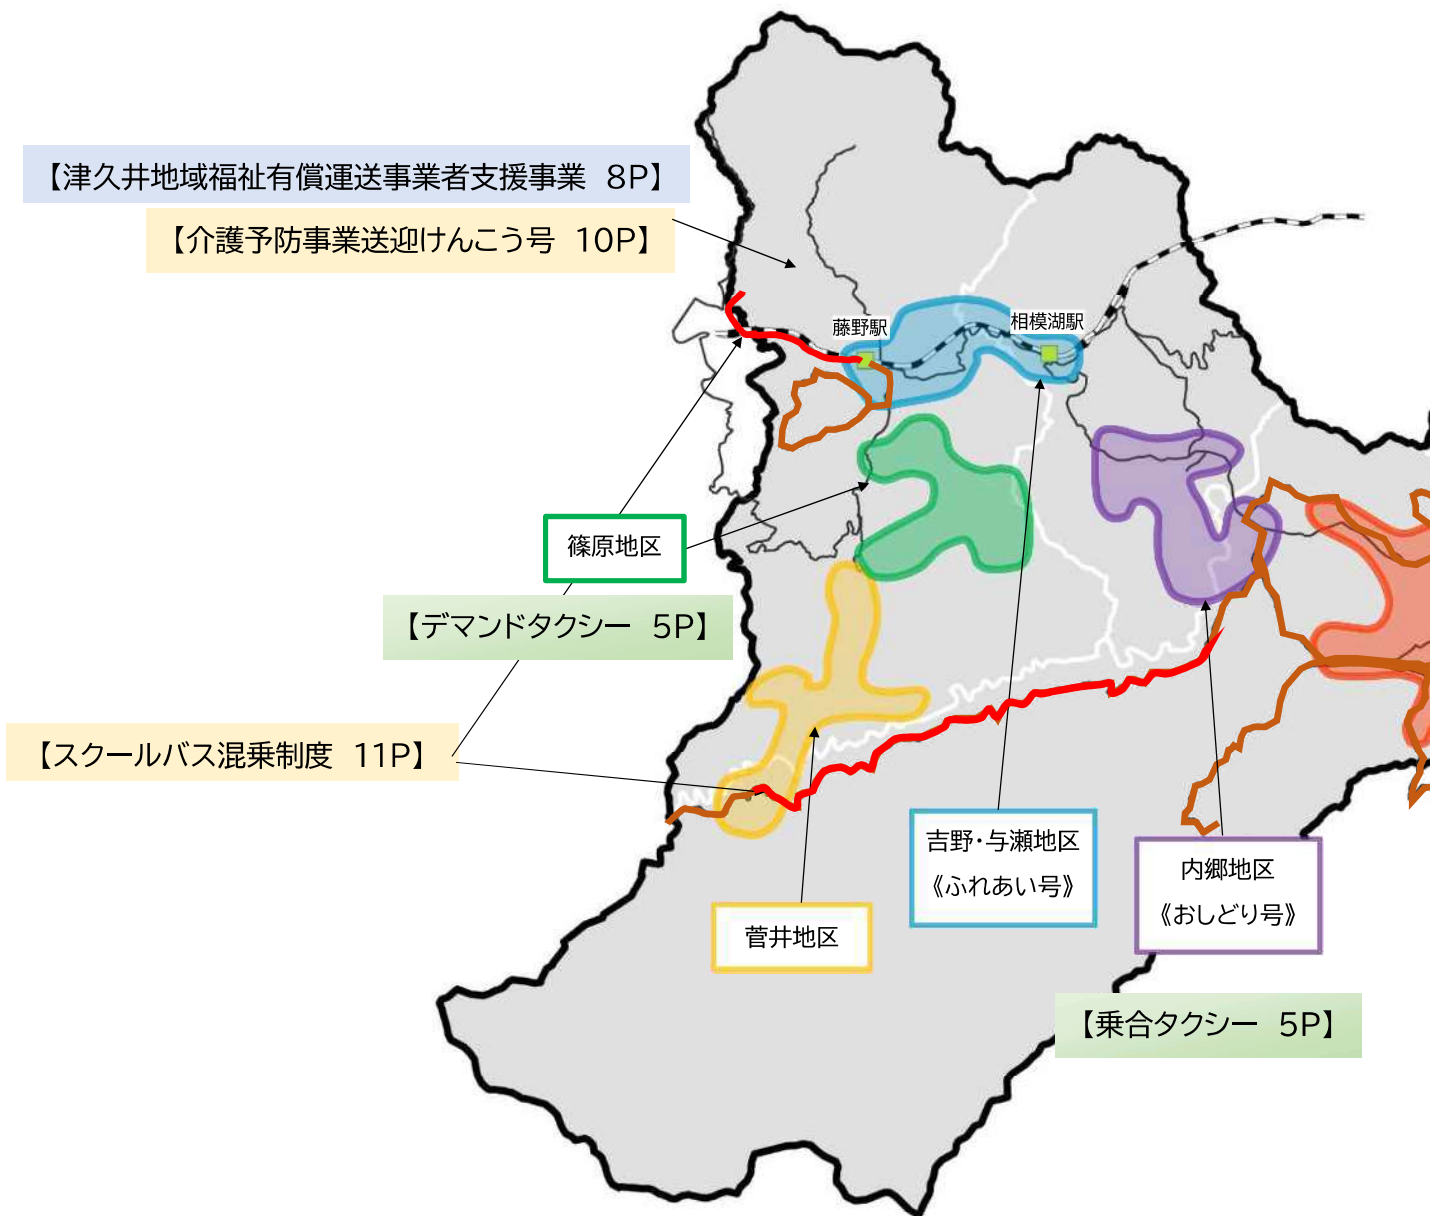 【津久井地域福祉有償運送事業者支援事業 8P】
【介護予防事業送迎けんこう号 10P】
藤野駅
相模湖駅
篠原地区
【デマンドタクシー 5P】
【スクールバス混乗制度 11P】
吉野・与瀬地区
《ふれあい号》
内郷地区
《おしどり号》
菅井地区
【乗合タクシー 5P】